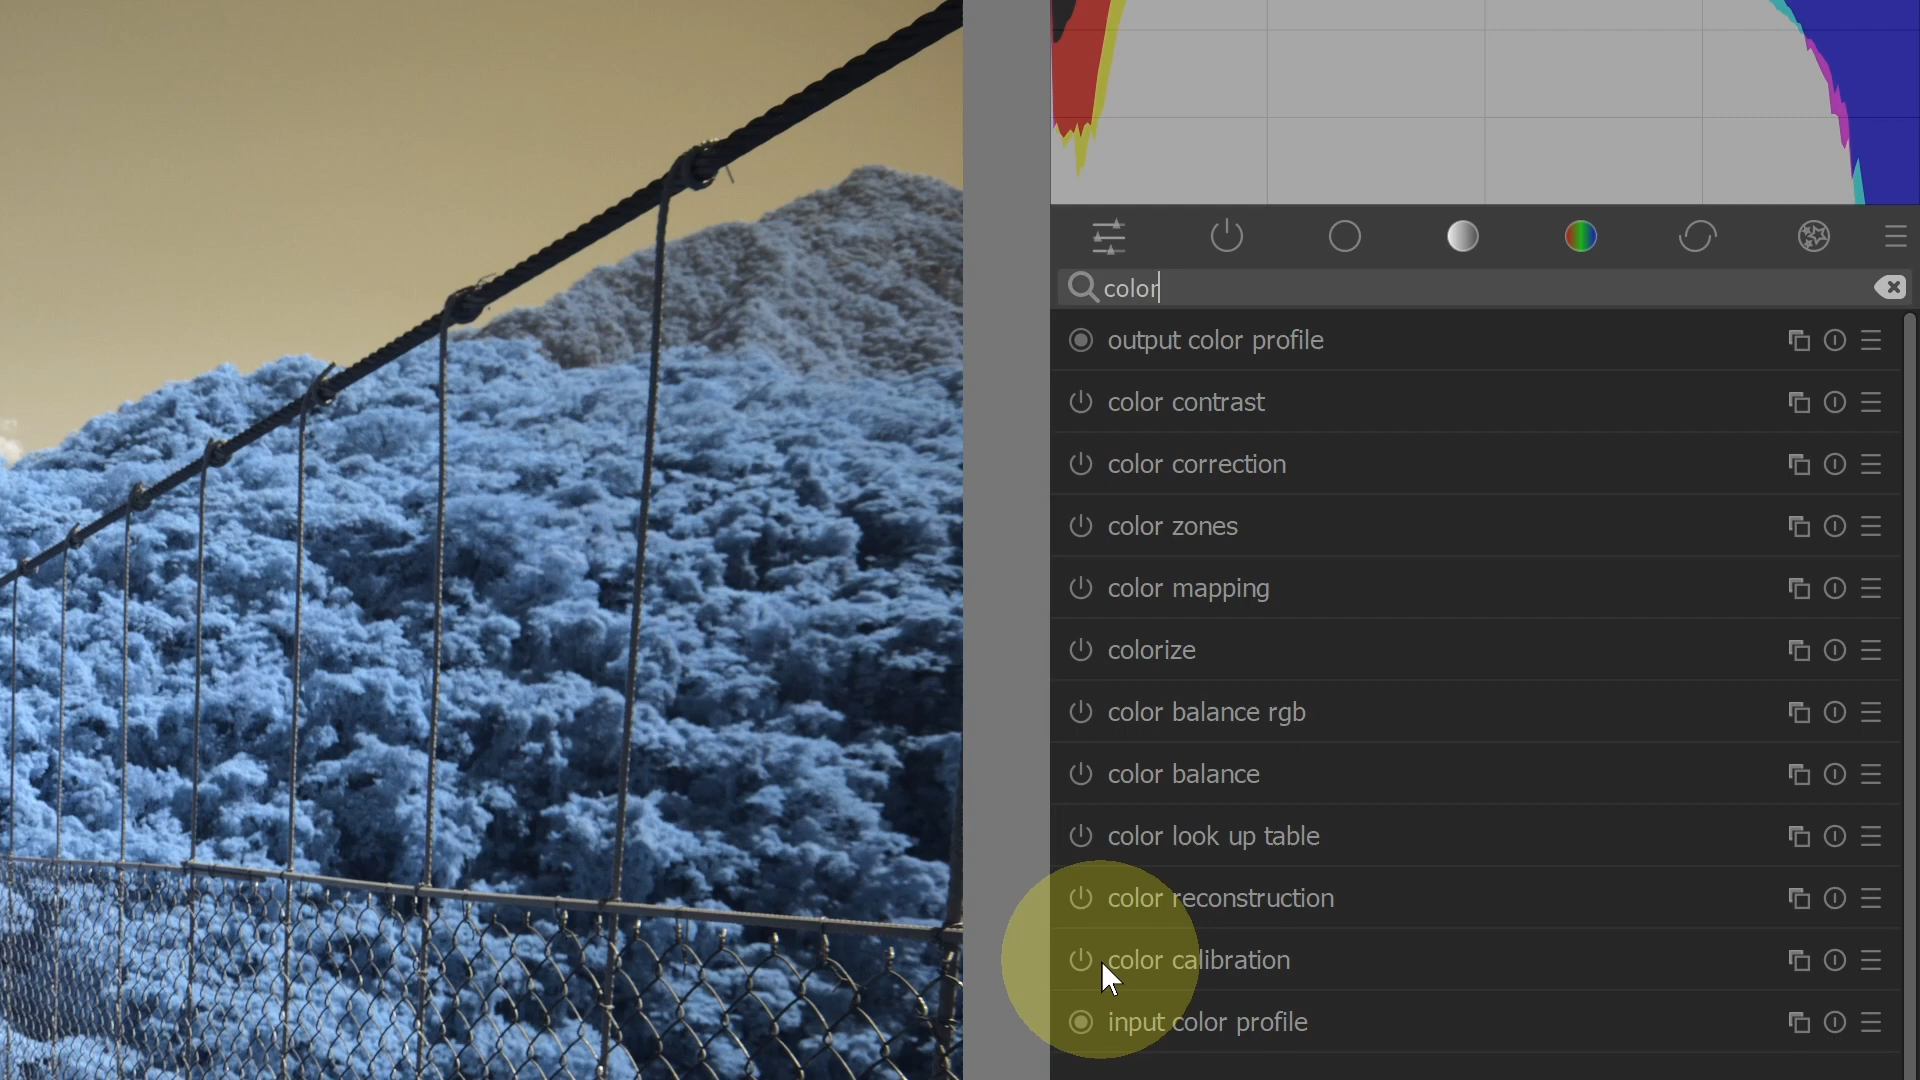 color
output color profile
color contrast
color correction
color zones
color mapping
colorize
color balance rgb
color balance
color look up table
color reconstruction
color calibration
input color profile